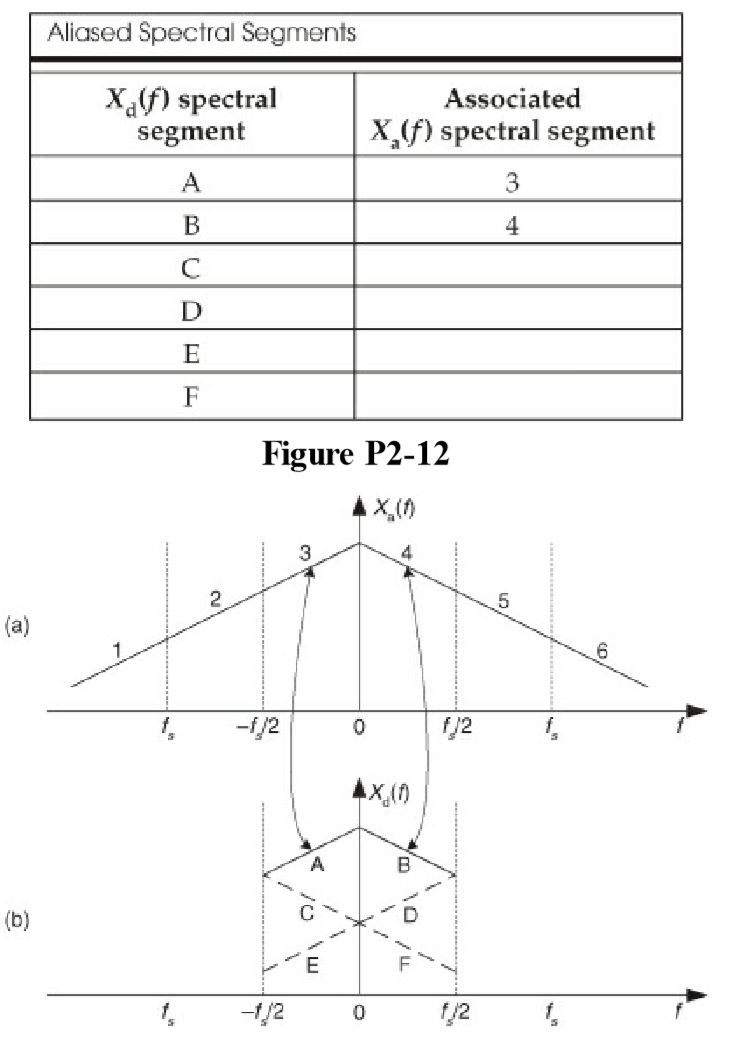 Aliased Spectral Segments
X_d(f) spectral segment | Associated X_a(f) spectral segment
A | 3
B | 4
C
D
E
F
Figure P2-12
X_a(f)
3 4
2 5
(a)
1 6
f_s -f_s/2 0 f_s/2 f_s f
X_d(f)
A B
(b)
C D
E F
f_s -f_s/2 0 f_s/2 f_s f